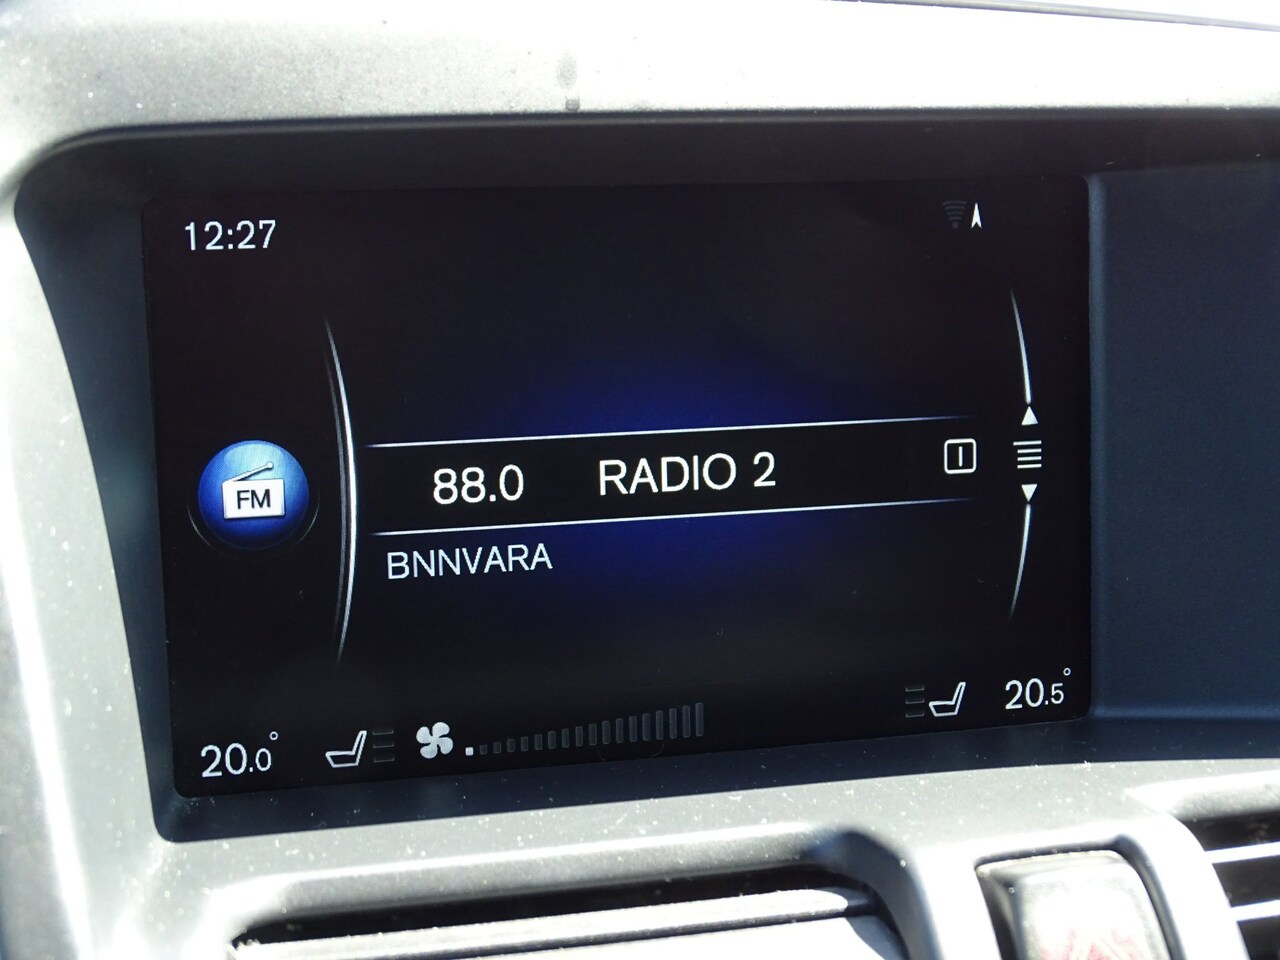 12:27
FM
88.0 RADIO 2 I
BNNVARA
20.0° 20.5°